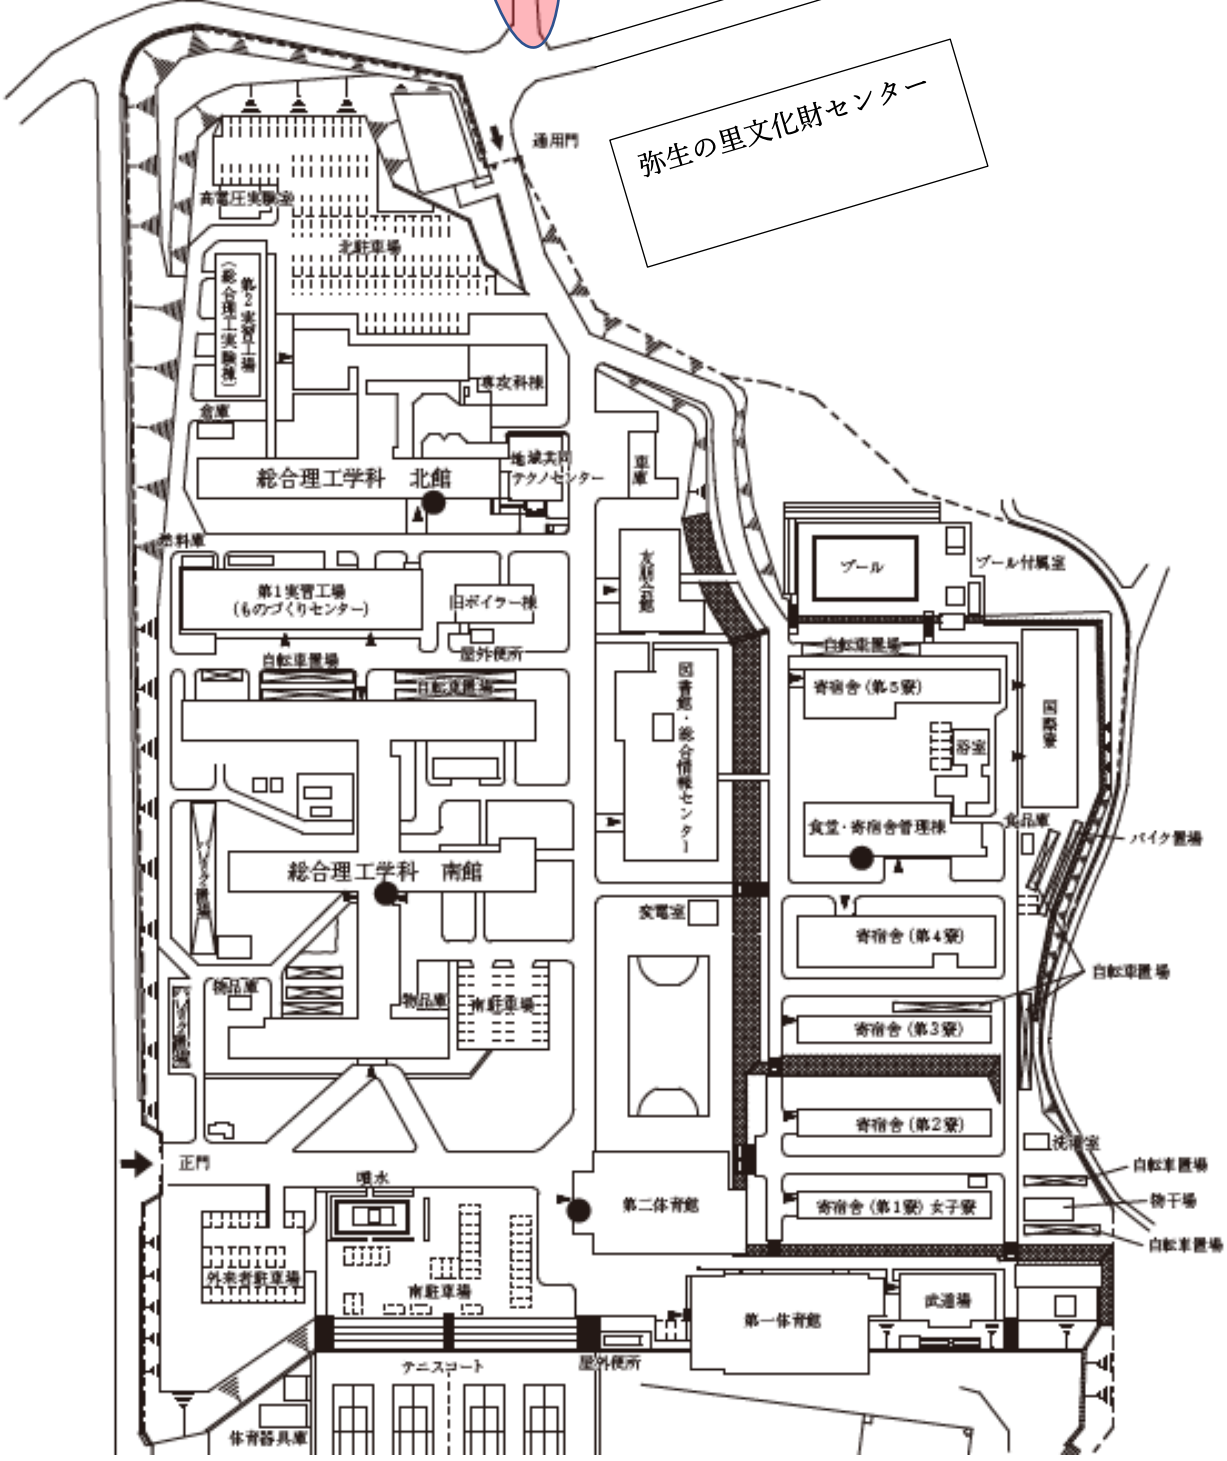 弥生の里文化財センター
通用門
高電圧実験室
北駐車場
第2実習工場
(総合理工実験棟)
専攻科棟
倉庫
地域共同
テクノセンター
総合理工学科 北館
車庫
燃料庫
第1実習工場
(ものづくりセンター)
旧ボイラー棟
屋外便所
自転車置場
自転車置場
図書館・総合情報センター
プール
プール付属室
自転車置場
寄宿舎(第5寮)
国際寮
浴室
食堂・寄宿舎管理棟
食品庫
バイク置場
総合理工学科 南館
バイク置場
変電室
寄宿舎(第4寮)
自転車置場
物品庫
物品庫
南駐車場
バイク置場
寄宿舎(第3寮)
寄宿舎(第2寮)
洗濯室
正門
噴水
第二体育館
寄宿舎(第1寮)女子寮
自転車置場
物干場
自転車置場
外来者駐車場
南駐車場
第一体育館
武道場
テニスコート
屋外便所
体育器具庫